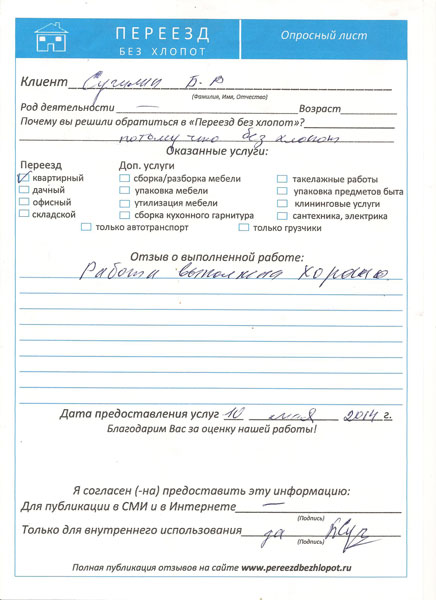 ПЕРЕЕЗД
БЕЗ ХЛОПОТ
Опросный лист
Клиент Б. В
(Фамилия, Имя, Отчество)
Род деятельности — Возраст
Почему вы решили обратиться в «Переезд без хлопот»?
потому что без хлопот
Оказанные услуги:
Переезд
квартирный
дачный
офисный
складской
Доп. услуги
сборка/разборка мебели
упаковка мебели
утилизация мебели
сборка кухонного гарнитура
такелажные работы
упаковка предметов быта
клининговые услуги
сантехника, электрика
только автотранспорт
только грузчики
Отзыв о выполненной работе:
Работа выполнена хорошо.
Дата предоставления услуг 10 мая 2014 г.
Благодарим Вас за оценку нашей работы!
Я согласен (-на) предоставить эту информацию:
Для публикации в СМИ и в Интернете —
(Подпись)
Только для внутреннего использования да
(Подпись)
Полная публикация отзывов на сайте www.pereezdbezhlopot.ru